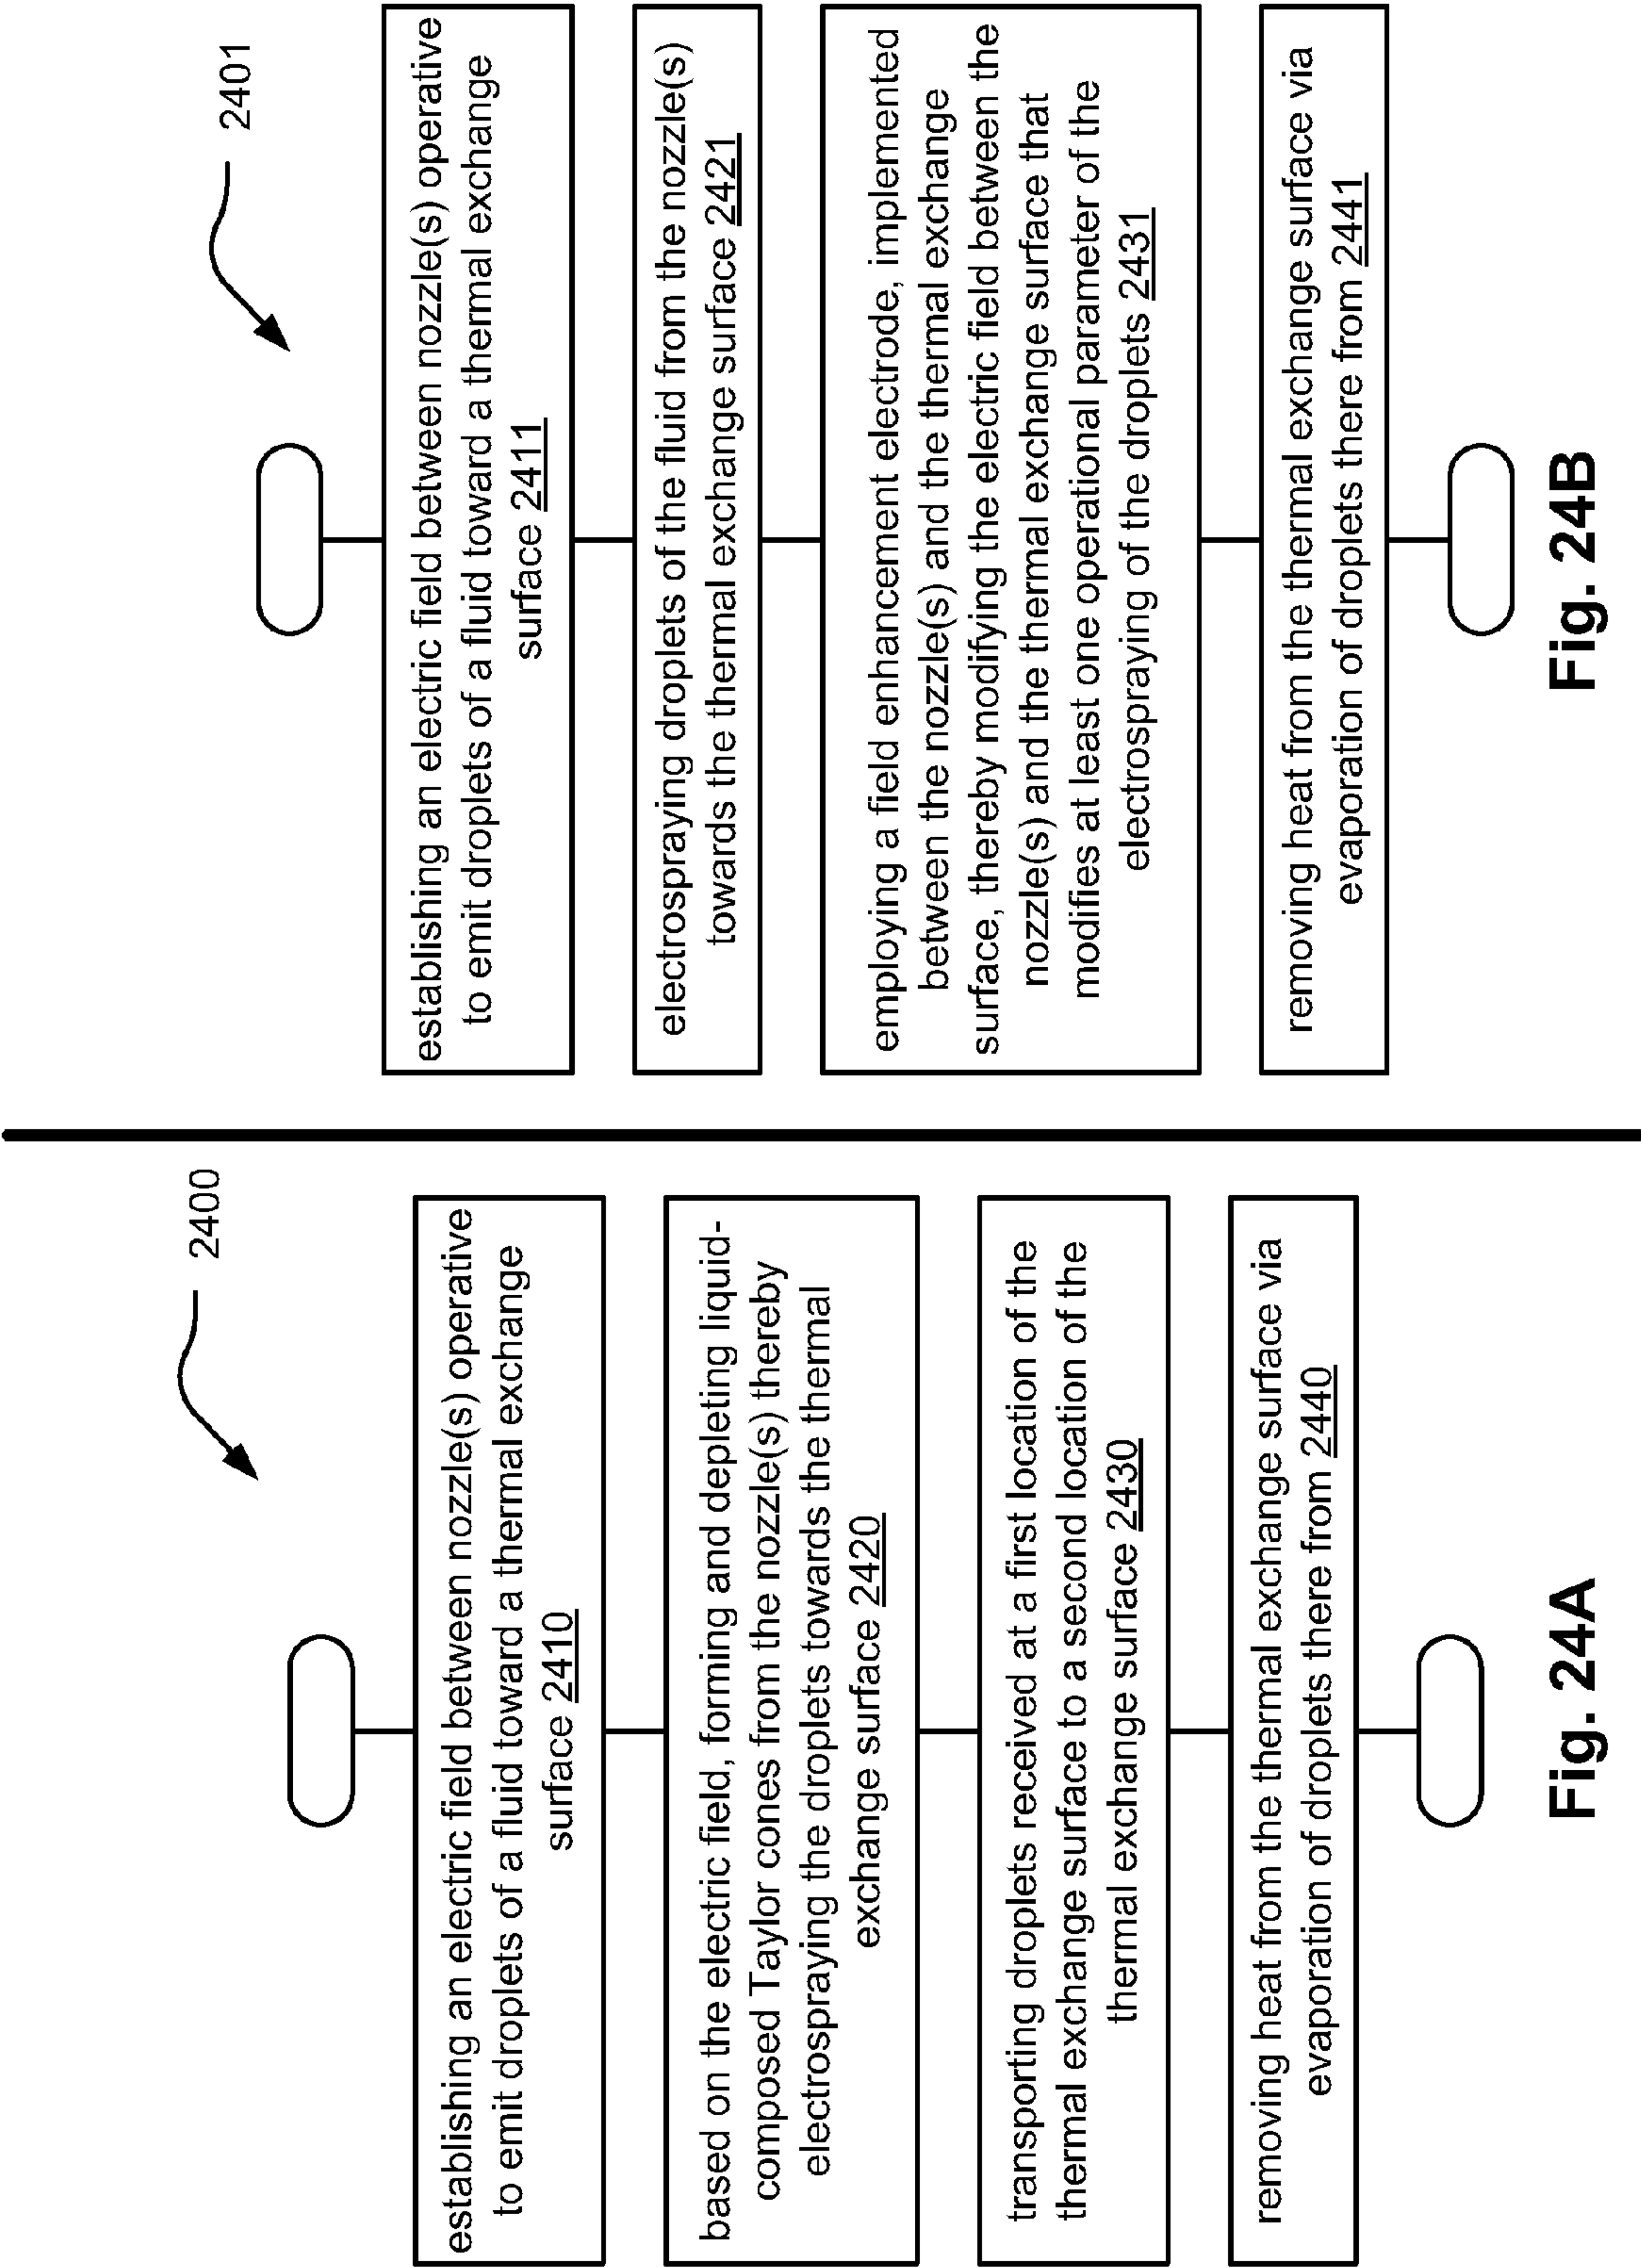 2400
establishing an electric field between nozzle(s) operative
to emit droplets of a fluid toward a thermal exchange
surface 2410
based on the electric field, forming and depleting liquid-
composed Taylor cones from the nozzle(s) thereby
electrospraying the droplets towards the thermal
exchange surface 2420
transporting droplets received at a first location of the
thermal exchange surface to a second location of the
thermal exchange surface 2430
removing heat from the thermal exchange surface via
evaporation of droplets there from 2440
Fig. 24A
2401
establishing an electric field between nozzle(s) operative
to emit droplets of a fluid toward a thermal exchange
surface 2411
electrospraying droplets of the fluid from the nozzle(s)
towards the thermal exchange surface 2421
employing a field enhancement electrode, implemented
between the nozzle(s) and the thermal exchange
surface, thereby modifying the electric field between the
nozzle(s) and the thermal exchange surface that
modifies at least one operational parameter of the
electrospraying of the droplets 2431
removing heat from the thermal exchange surface via
evaporation of droplets there from 2441
Fig. 24B